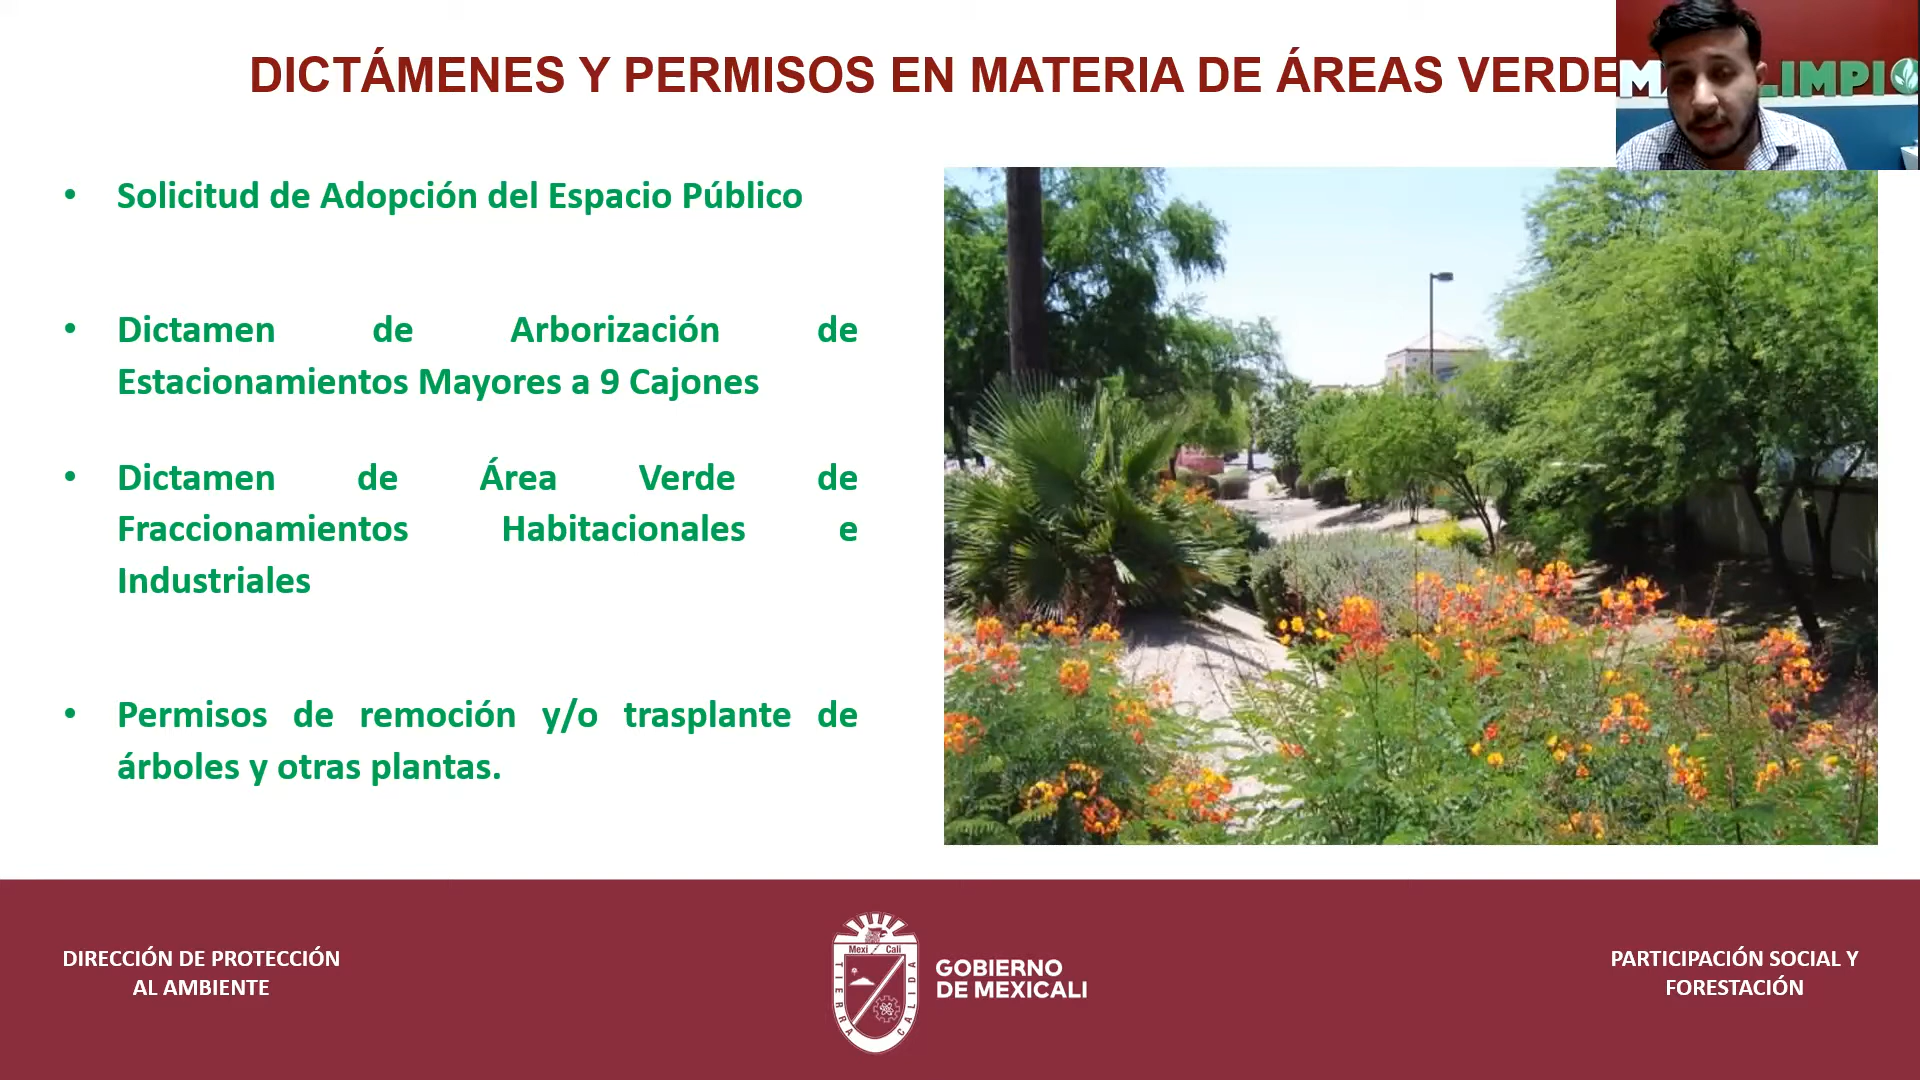 DICTÁMENES Y PERMISOS EN MATERIA DE ÁREAS VERDE
LIMPIO
• Solicitud de Adopción del Espacio Público
• Dictamen de Arborización de
Estacionamientos Mayores a 9 Cajones
• Dictamen de Área Verde de
Fraccionamientos Habitacionales e
Industriales
• Permisos de remoción y/o trasplante de
árboles y otras plantas.
DIRECCIÓN DE PROTECCIÓN
AL AMBIENTE
Mexi Cali
TIERRA CALIDA
GOBIERNO
DE MEXICALI
PARTICIPACIÓN SOCIAL Y
FORESTACIÓN